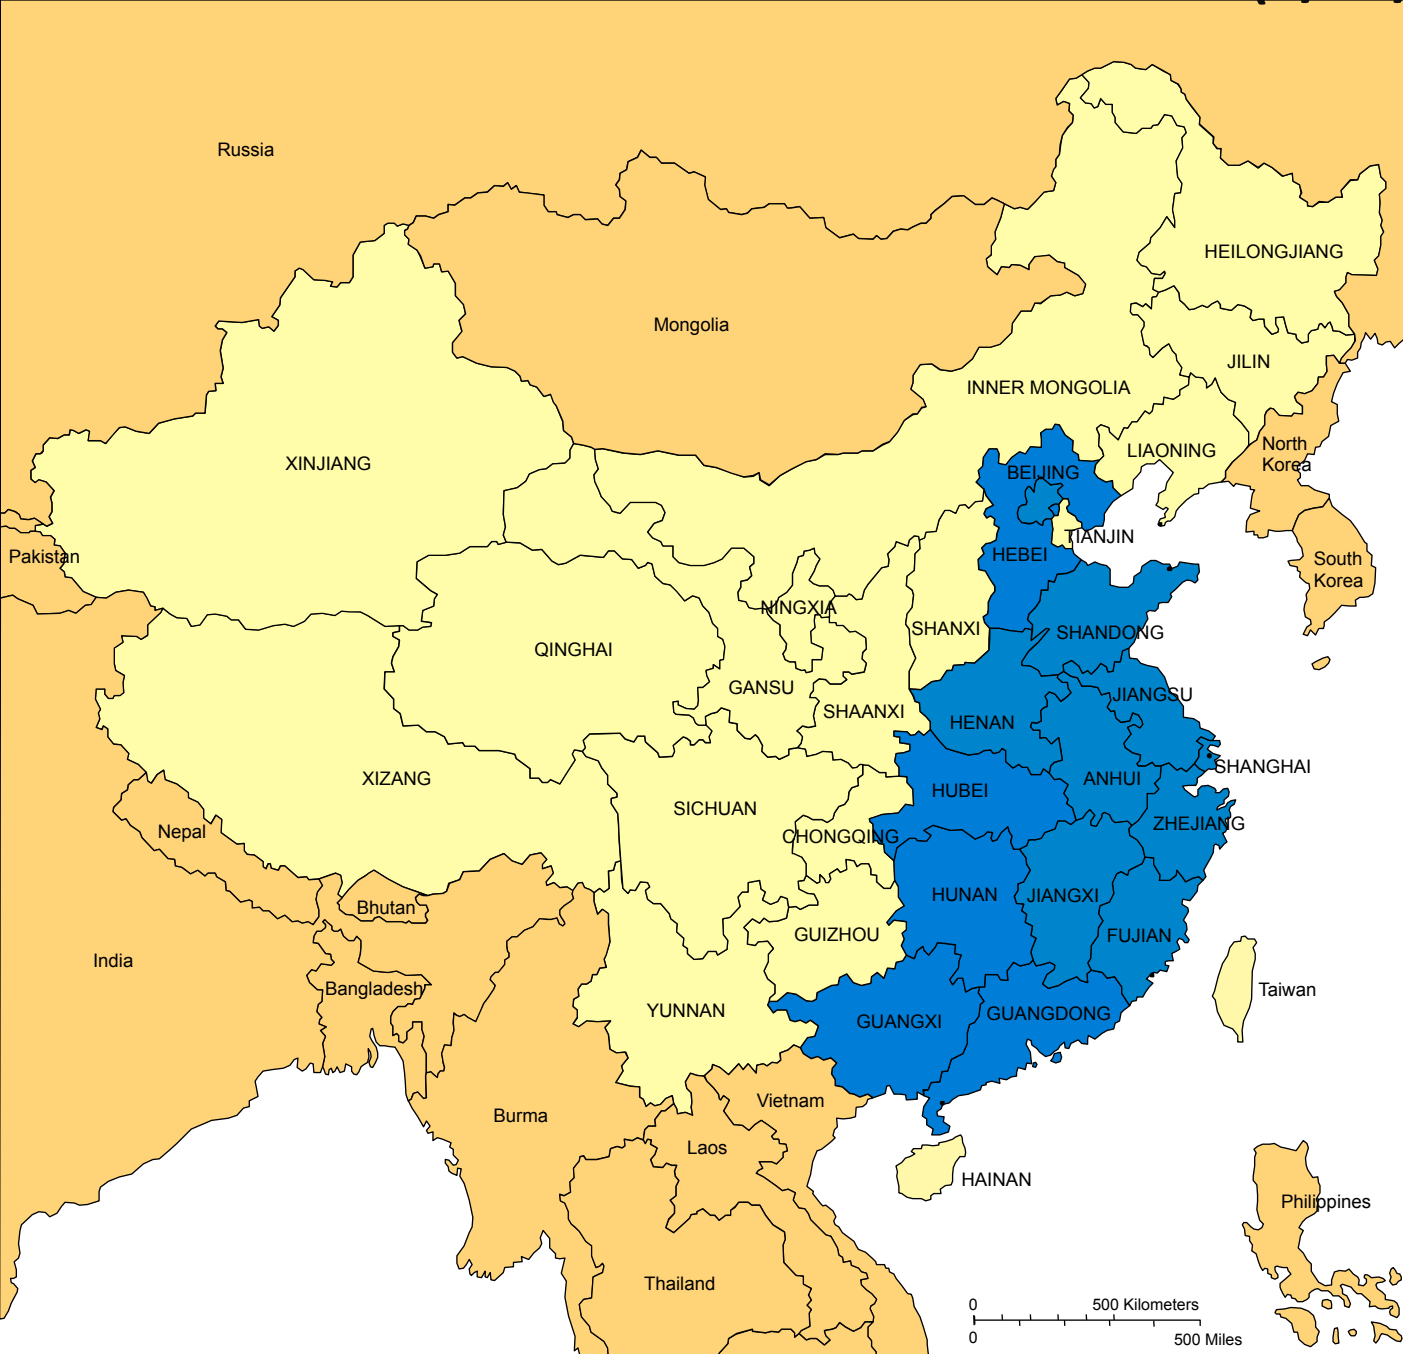 Russia
HEILONGJIANG
Mongolia
JILIN
INNER MONGOLIA
XINJIANG
LIAONING
North
Korea
BEIJING
TIANJIN
HEBEI
Pakistan
South
Korea
NINGXIA
SHANXI
SHANDONG
QINGHAI
GANSU
JIANGSU
SHAANXI
HENAN
SHANGHAI
XIZANG
ANHUI
HUBEI
SICHUAN
ZHEJIANG
Nepal
CHONGQING
HUNAN
JIANGXI
Bhutan
GUIZHOU
FUJIAN
India
Bangladesh
Taiwan
YUNNAN
GUANGXI
GUANGDONG
Vietnam
Burma
Laos
HAINAN
Philippines
Thailand
0 500 Kilometers
0 500 Miles